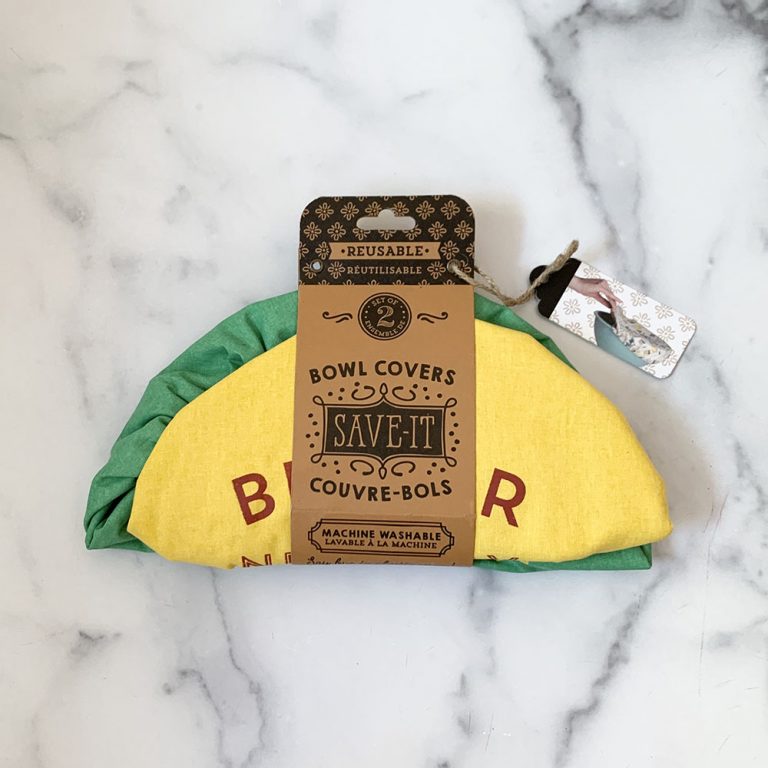 •REUSABLE•
RÉUTILISABLE
SET OF
2
ENSEMBLE DE
BOWL COVERS
SAVE-IT
COUVRE-BOLS
B R
MACHINE WASHABLE
LAVABLE À LA MACHINE